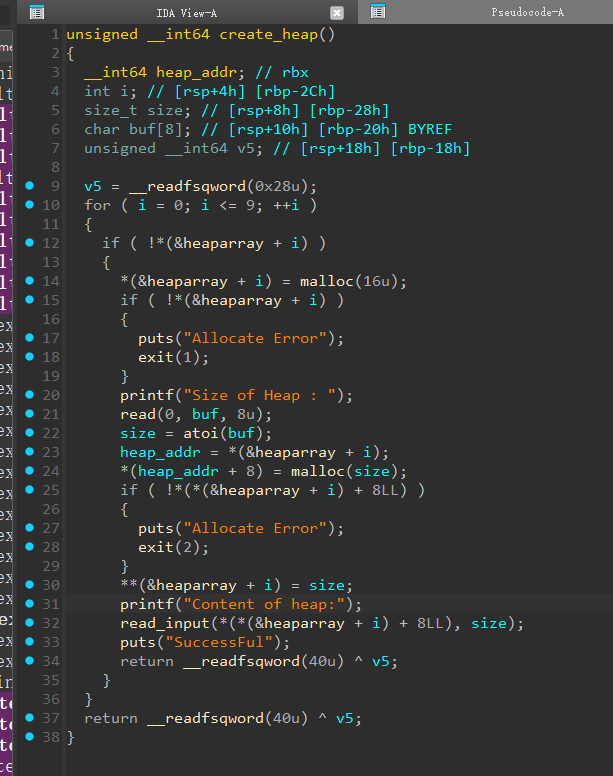 IDA View-A
Pseudocode-A
1 unsigned __int64 create_heap()
2 {
3 __int64 heap_addr; // rbx
4 int i; // [rsp+4h] [rbp-2Ch]
5 size_t size; // [rsp+8h] [rbp-28h]
6 char buf[8]; // [rsp+10h] [rbp-20h] BYREF
7 unsigned __int64 v5; // [rsp+18h] [rbp-18h]
8
9 v5 = __readfsqword(0x28u);
10 for ( i = 0; i <= 9; ++i )
11 {
12 if ( !*(&heaparray + i) )
13 {
14 *(&heaparray + i) = malloc(16u);
15 if ( !*(&heaparray + i) )
16 {
17 puts("Allocate Error");
18 exit(1);
19 }
20 printf("Size of Heap : ");
21 read(0, buf, 8u);
22 size = atoi(buf);
23 heap_addr = *(&heaparray + i);
24 *(heap_addr + 8) = malloc(size);
25 if ( !*(*(&heaparray + i) + 8LL) )
26 {
27 puts("Allocate Error");
28 exit(2);
29 }
30 **(&heaparray + i) = size;
31 printf("Content of heap:");
32 read_input(*(*(&heaparray + i) + 8LL), size);
33 puts("SuccessFul");
34 return __readfsqword(40u) ^ v5;
35 }
36 }
37 return __readfsqword(40u) ^ v5;
38 }